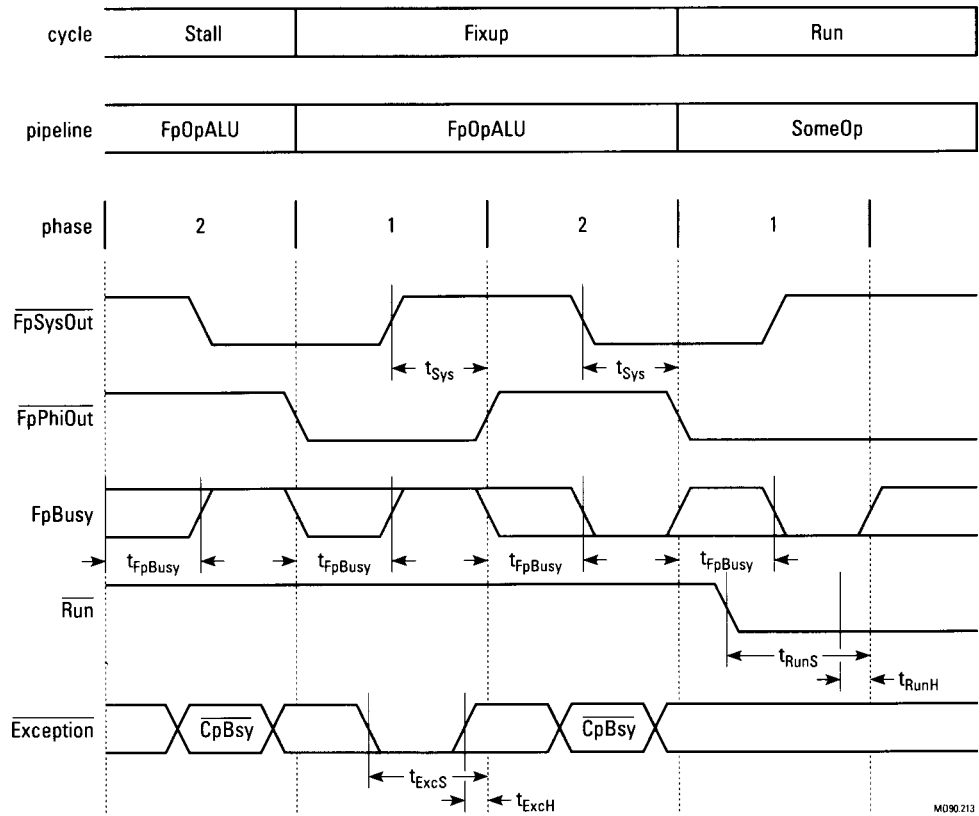 cycle Stall Fixup Run
pipeline FpOpALU FpOpALU SomeOp
phase 2 1 2 1
FpSysOut
tSys tSys
FpPhiOut
FpBusy
tFpBusy tFpBusy tFpBusy tFpBusy
Run
tRunS
tRunH
Exception CpBsy CpBsy
tExcS
tExcH
MD90.213